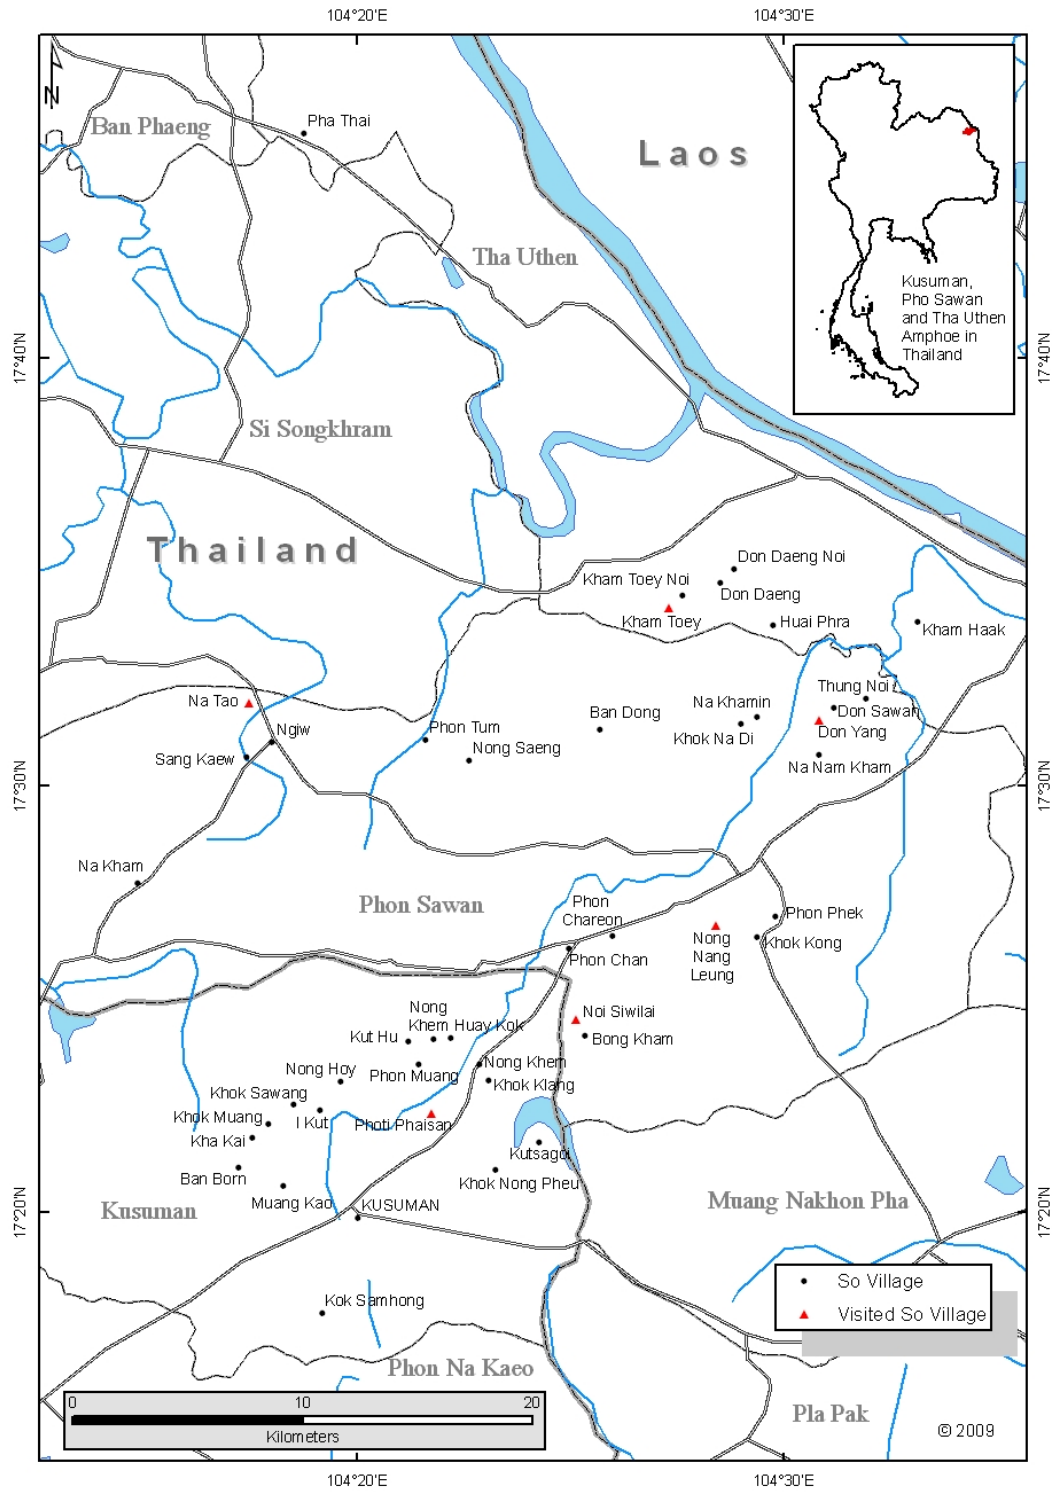 104°20'E
104°30'E
N
Ban Phaeng
Pha Thai
Laos
Tha Uthen
Kusuman,
Pho Sawan
and Tha Uthen
Amphoe in
Thailand
17°40'N
17°40'N
Si Songkhram
Thailand
Don Daeng Noi
Kham Toey Noi
Don Daeng
Kham Toey
Huai Phra
Kham Haak
Thung Noi
Na Tao
Na Khamin
Ban Dong
Don Sawan
Ngiw
Phon Tum
Khok Na Di
Don Yang
Nong Saeng
Sang Kaew
Na Nam Kham
17°30'N
17°30'N
Na Kham
Phon Sawan
Phon
Chareon
Phon Phek
Nong
Nang
Leung
Khok Kong
Phon Chan
Nong
Khem
Huay Kok
Noi Siwilai
Kut Hu
Bong Kham
Nong Hoy
Phon Muang
Nong Khem
Khok Klang
Khok Sawang
Khok Muang
I Kut
Photi Phaisan
Kha Kai
Kutsagoi
Ban Born
Khok Nong Pheu
Muang Kao
KUSUMAN
Kusuman
Muang Nakhon Pha
17°20'N
17°20'N
So Village
Visited So Village
Kok Samhong
Phon Na Kaeo
Pla Pak
0
10
20
Kilometers
© 2009
104°20'E
104°30'E